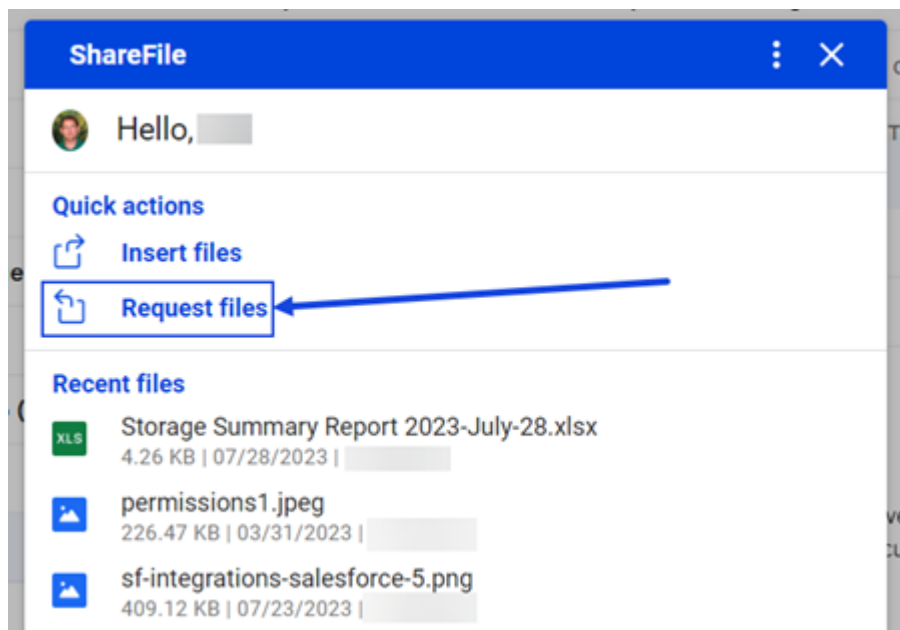 ShareFile
Hello,
Quick actions
Insert files
Request files
Recent files
XLS
Storage Summary Report 2023-July-28.xlsx
4.26 KB | 07/28/2023 |
permissions1.jpeg
226.47 KB | 03/31/2023 |
sf-integrations-salesforce-5.png
409.12 KB | 07/23/2023 |